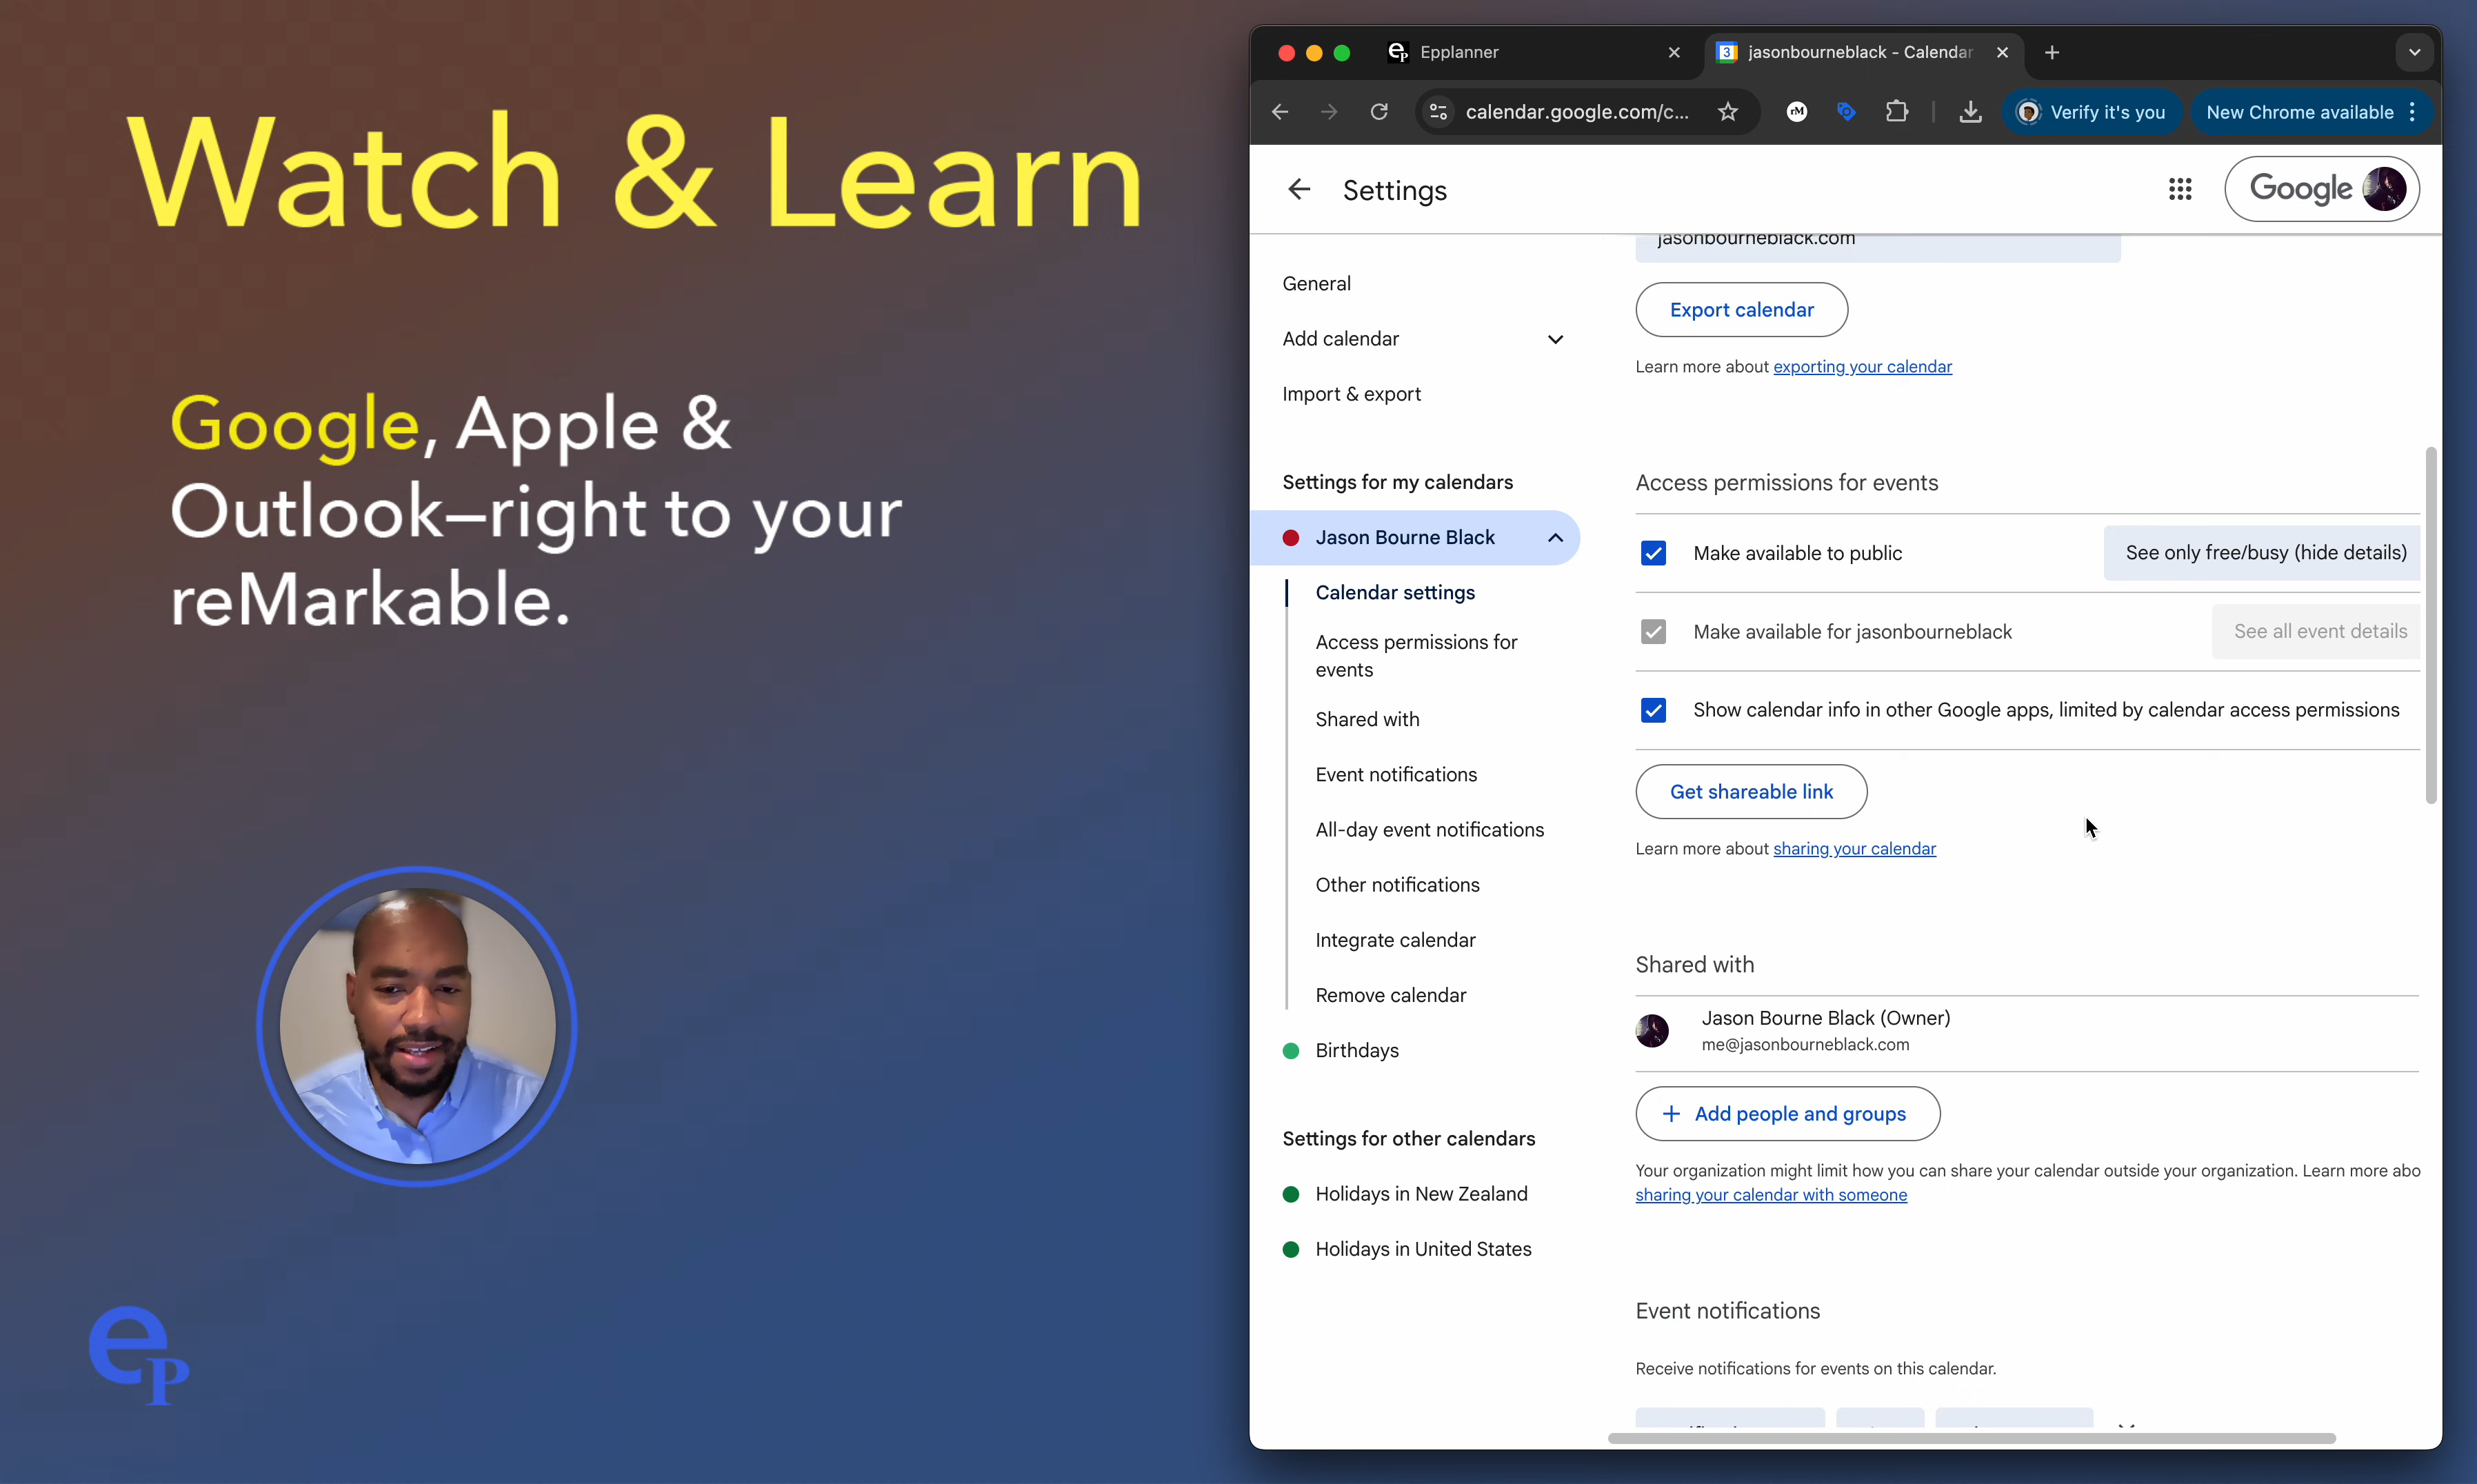 Watch & Learn
Google, Apple &
Outlook—right to your
reMarkable.
eP
eP Epplanner
3 jasonbourneblack - Calendar
calendar.google.com/c...
rM
Verify it's you
New Chrome available
Settings
Google
General
Add calendar
Import & export
Settings for my calendars
Jason Bourne Black
Calendar settings
Access permissions for
events
Shared with
Event notifications
All-day event notifications
Other notifications
Integrate calendar
Remove calendar
Birthdays
Settings for other calendars
Holidays in New Zealand
Holidays in United States
jasonbourneblack.com
Export calendar
Learn more about exporting your calendar
Access permissions for events
Make available to public
See only free/busy (hide details)
Make available for jasonbourneblack
See all event details
Show calendar info in other Google apps, limited by calendar access permissions
Get shareable link
Learn more about sharing your calendar
Shared with
Jason Bourne Black (Owner)
me@jasonbourneblack.com
+ Add people and groups
Your organization might limit how you can share your calendar outside your organization. Learn more abo
sharing your calendar with someone
Event notifications
Receive notifications for events on this calendar.